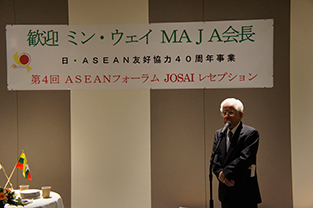 歓迎 ミン・ウェイ MAJA会長
日・ASEAN友好協力40周年事業
第4回 ASEANフォーラム JOSAI レセプション